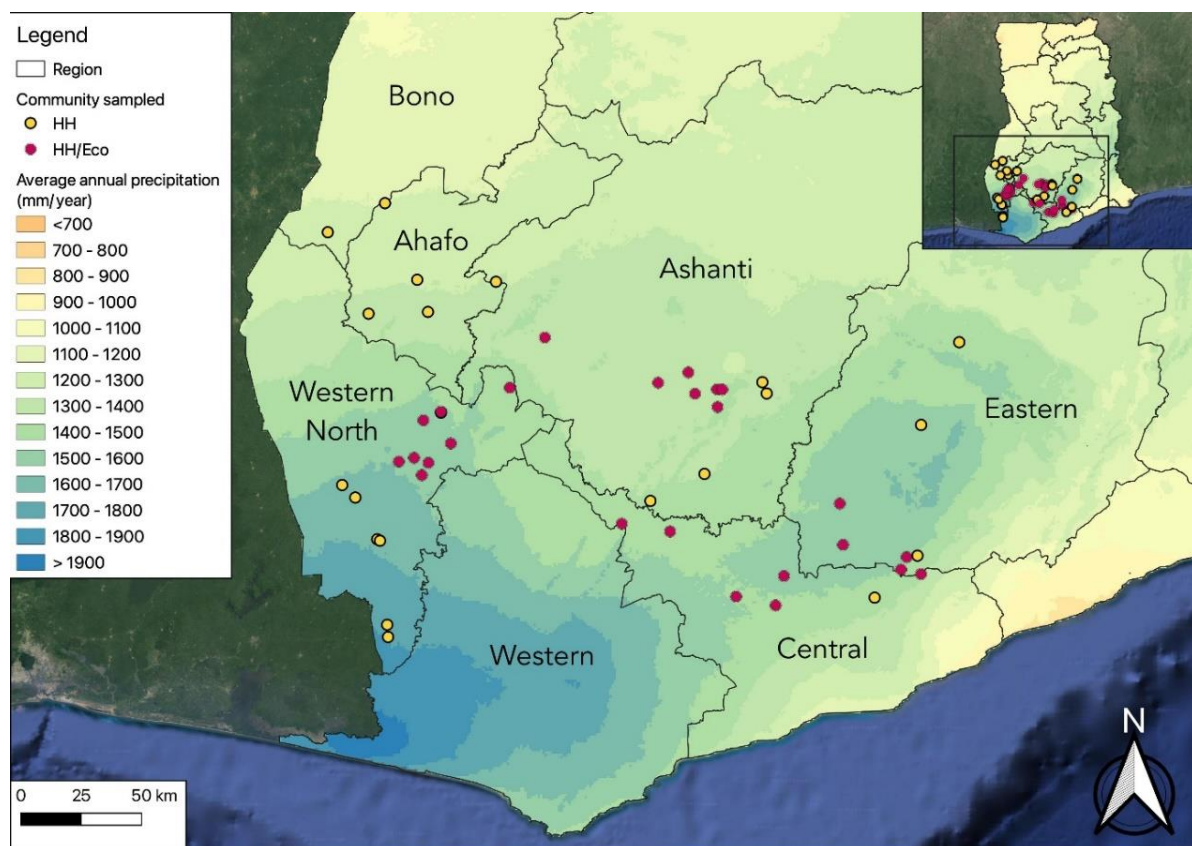 Legend
Region
Community sampled
HH
HH/Eco
Average annual precipitation
(mm/year)
<700
700 - 800
800 - 900
900 - 1000
1000 - 1100
1100 - 1200
1200 - 1300
1300 - 1400
1400 - 1500
1500 - 1600
1600 - 1700
1700 - 1800
1800 - 1900
> 1900
Bono
Ahafo
Ashanti
Western
North
Eastern
Western
Central
0 25 50 km
N